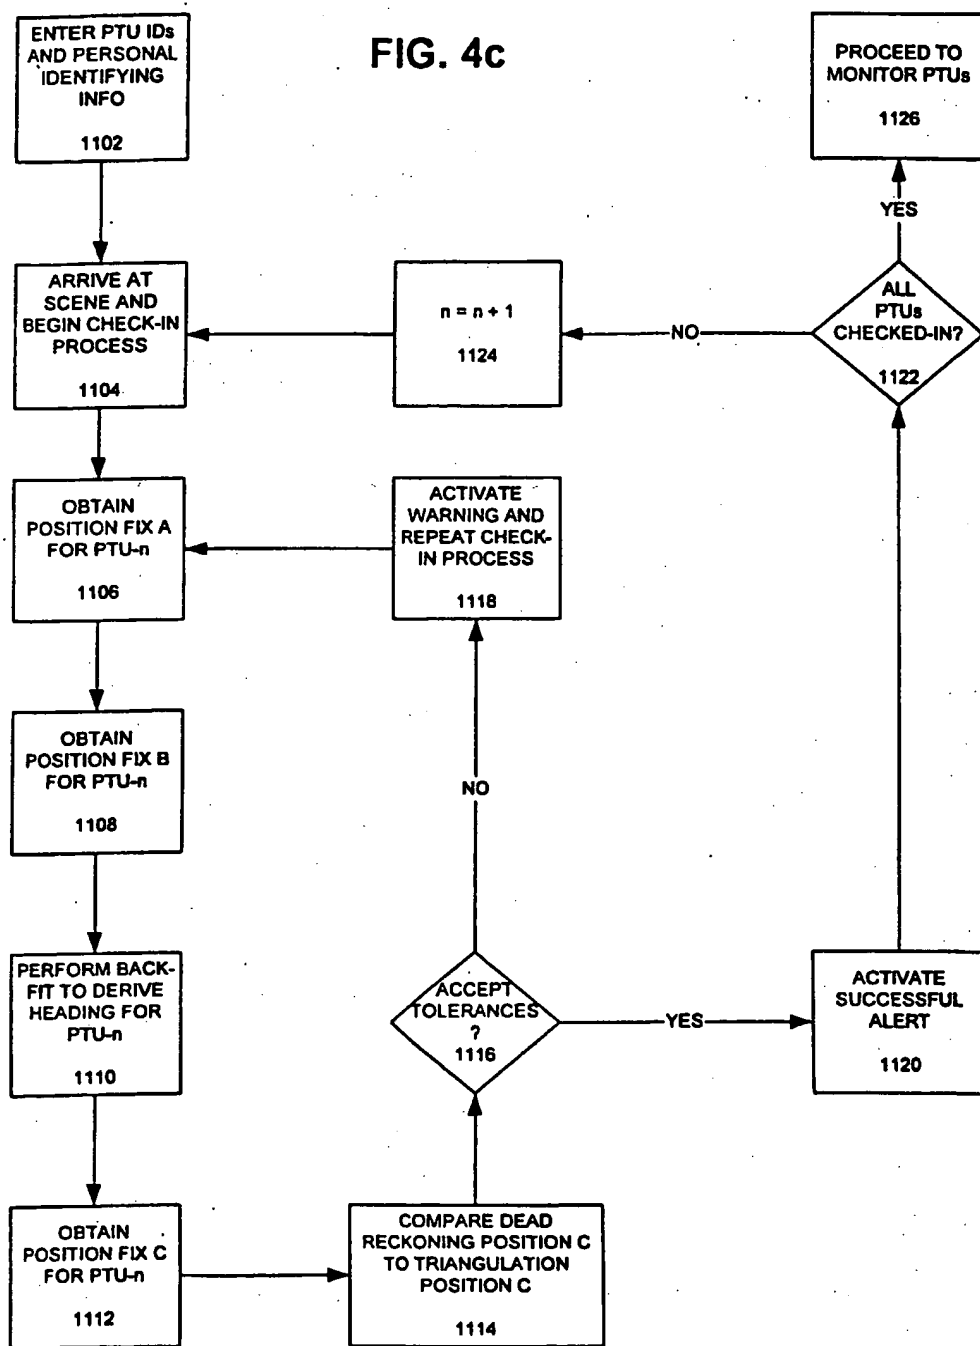 FIG. 4c
ENTER PTU IDs
AND PERSONAL
IDENTIFYING
INFO
1102
PROCEED TO
MONITOR PTUs
1126
YES
ARRIVE AT
SCENE AND
BEGIN CHECK-IN
PROCESS
1104
n = n + 1
1124
NO
ALL
PTUs
CHECKED-IN?
1122
OBTAIN
POSITION FIX A
FOR PTU-n
1106
ACTIVATE
WARNING AND
REPEAT CHECK-
IN PROCESS
1118
OBTAIN
POSITION FIX B
FOR PTU-n
1108
NO
PERFORM BACK-
FIT TO DERIVE
HEADING FOR
PTU-n
1110
ACCEPT
TOLERANCES
?
1116
YES
ACTIVATE
SUCCESSFUL
ALERT
1120
OBTAIN
POSITION FIX C
FOR PTU-n
1112
COMPARE DEAD
RECKONING POSITION C
TO TRIANGULATION
POSITION C
1114